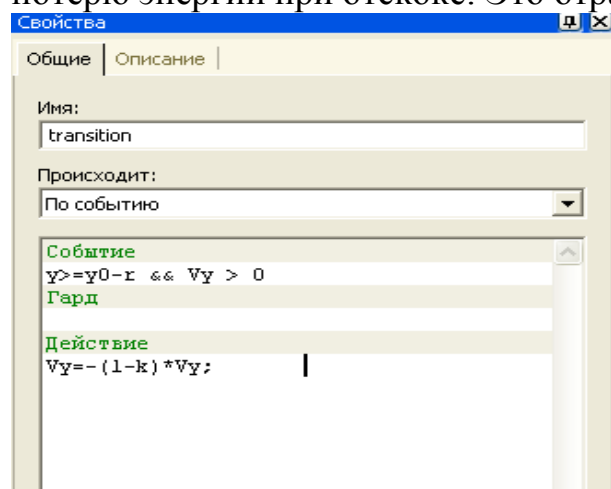 потерю энергии при отскоке. Это отра
Свойства
Общие Описание
Имя:
transition
Происходит:
По событию
Событие
y>=y0-r && Vy > 0
Гард
Действие
Vy=-(1-k)*Vy;